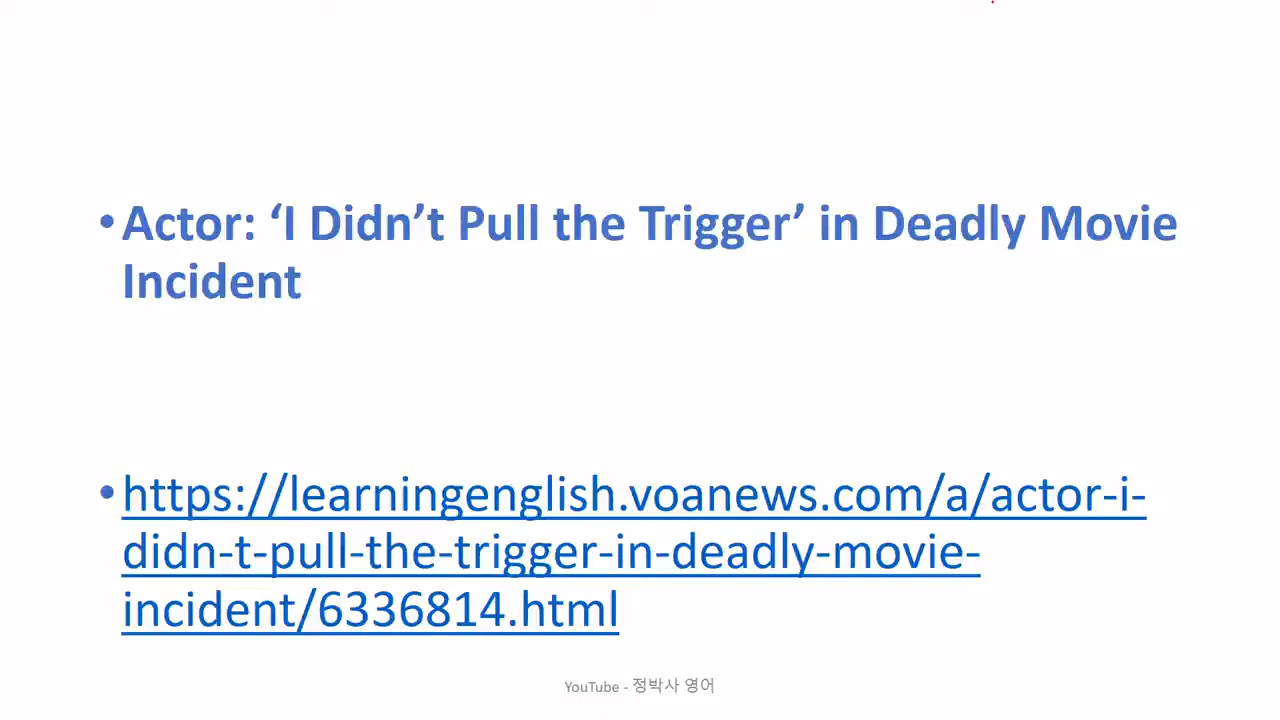 •Actor: ‘I Didn’t Pull the Trigger’ in Deadly Movie
Incident
•https://learningenglish.voanews.com/a/actor-i-
didn-t-pull-the-trigger-in-deadly-movie-
incident/6336814.html
YouTube - 정박사 영어